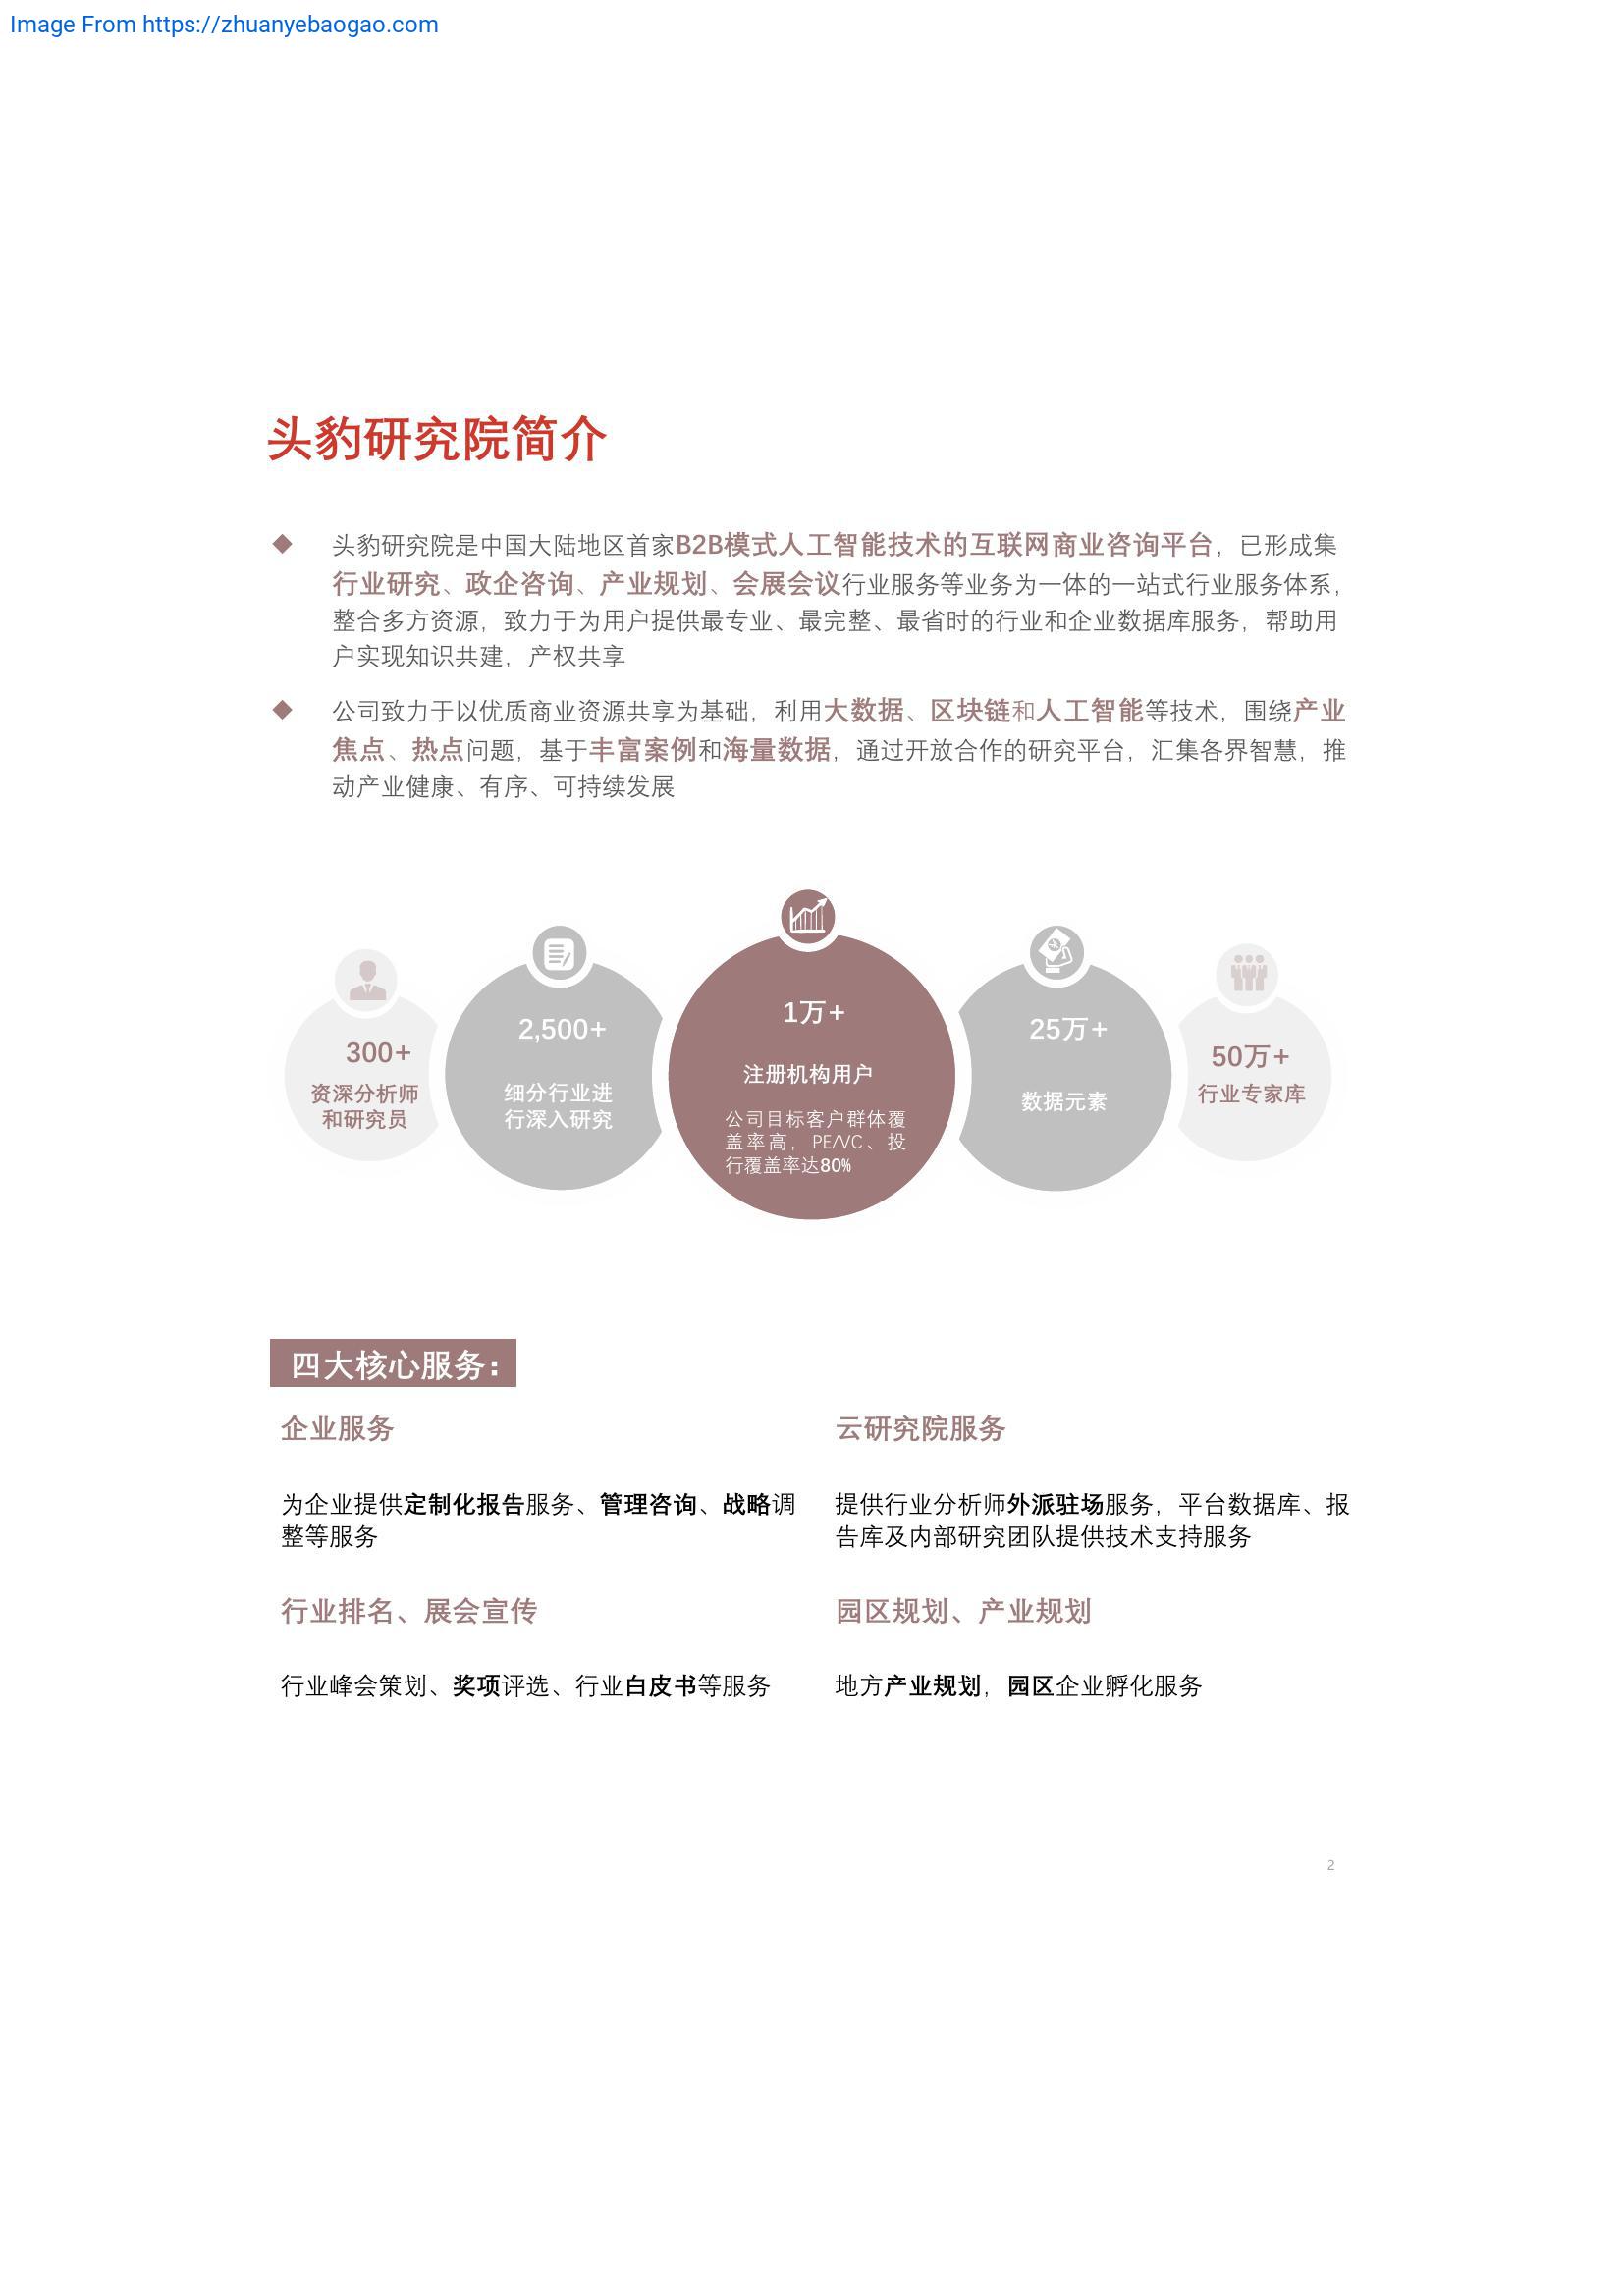 Image From https://zhuanyebaogao.com
头豹研究院简介
◆ 头豹研究院是中国大陆地区首家B2B模式人工智能技术的互联网商业咨询平台，已形成集
行业研究、政企咨询、产业规划、会展会议行业服务等业务为一体的一站式行业服务体系，
整合多方资源，致力于为用户提供最专业、最完整、最省时的行业和企业数据库服务，帮助用
户实现知识共建，产权共享
◆ 公司致力于以优质商业资源共享为基础，利用大数据、区块链和人工智能等技术，围绕产业
焦点、热点问题，基于丰富案例和海量数据，通过开放合作的研究平台，汇集各界智慧，推
动产业健康、有序、可持续发展
300+
资深分析师
和研究员
2,500+
细分行业进
行深入研究
1万+
注册机构用户
公司目标客户群体覆
盖率高，PE/VC、投
行覆盖率达80%
25万+
数据元素
50万+
行业专家库
四大核心服务：
企业服务
为企业提供定制化报告服务、管理咨询、战略调
整等服务
云研究院服务
提供行业分析师外派驻场服务，平台数据库、报
告库及内部研究团队提供技术支持服务
行业排名、展会宣传
行业峰会策划、奖项评选、行业白皮书等服务
园区规划、产业规划
地方产业规划，园区企业孵化服务
2